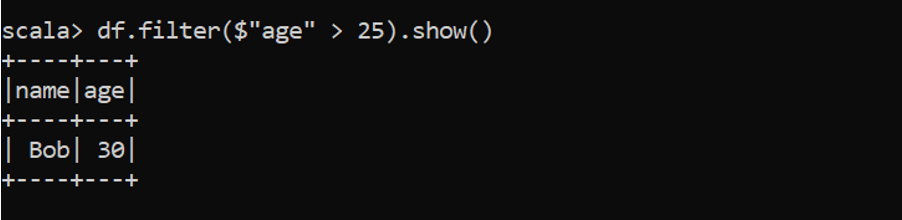 scala> df.filter($"age" > 25).show()
+----+---+
|name|age|
+----+---+
| Bob| 30|
+----+---+